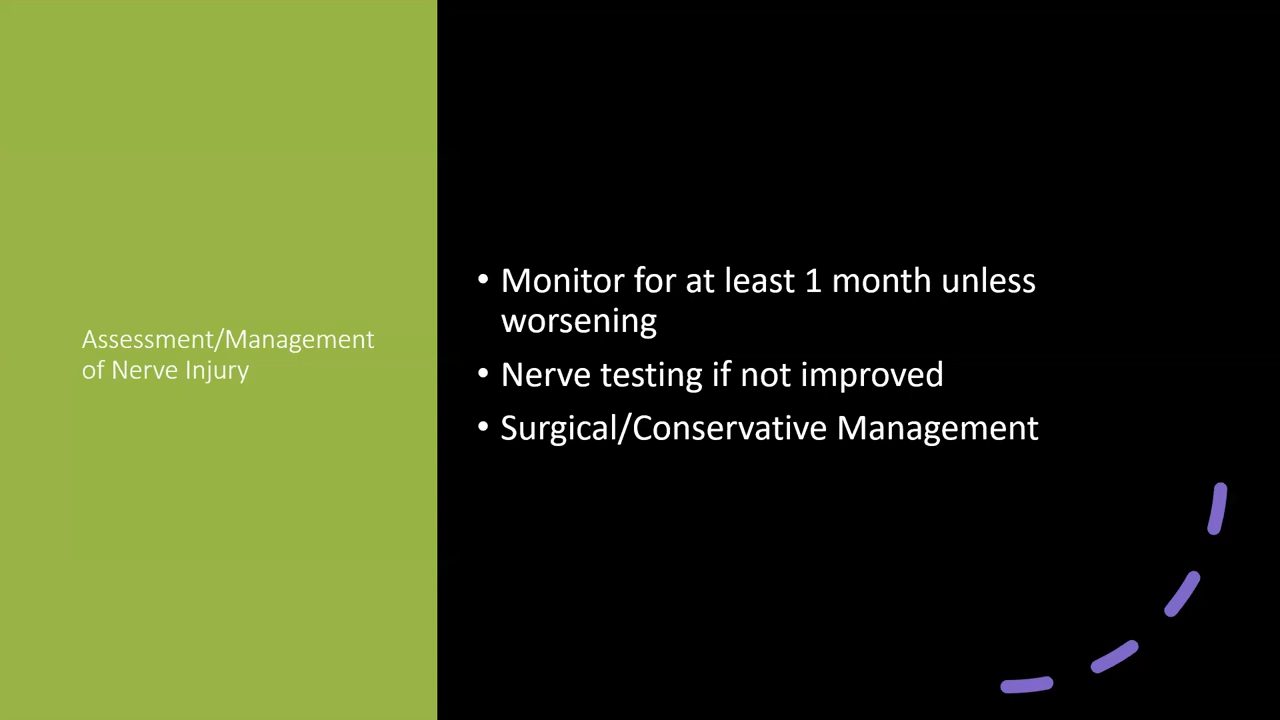 Assessment/Management
of Nerve Injury
• Monitor for at least 1 month unless
worsening
• Nerve testing if not improved
• Surgical/Conservative Management